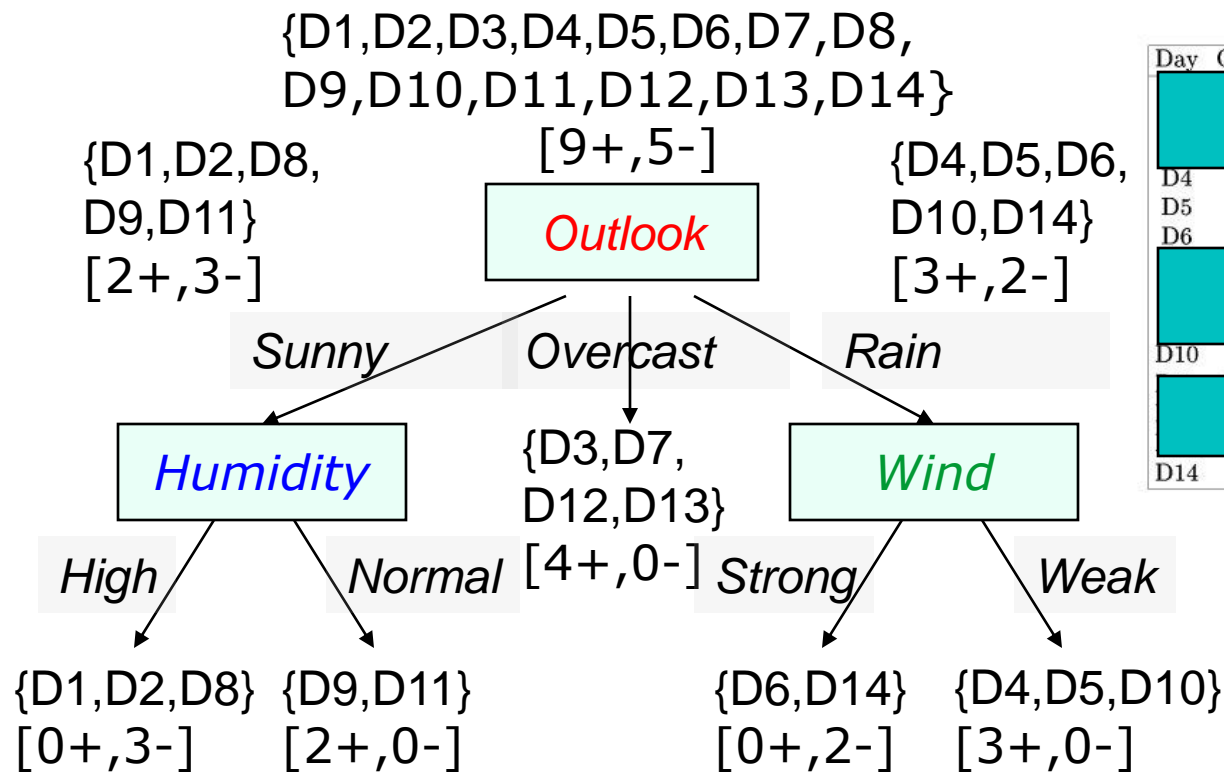 {D1,D2,D3,D4,D5,D6,D7,D8,
D9,D10,D11,D12,D13,D14}
[9+,5-]
{D1,D2,D8,
D9,D11}
[2+,3-]
Outlook
{D4,D5,D6,
D10,D14}
[3+,2-]
Sunny
Overcast
Rain
Humidity
{D3,D7,
D12,D13}
[4+,0-]
Wind
High
Normal
Strong
Weak
{D1,D2,D8}
[0+,3-]
{D9,D11}
[2+,0-]
{D6,D14}
[0+,2-]
{D4,D5,D10}
[3+,0-]
Day
D4
D5
D6
D10
D14